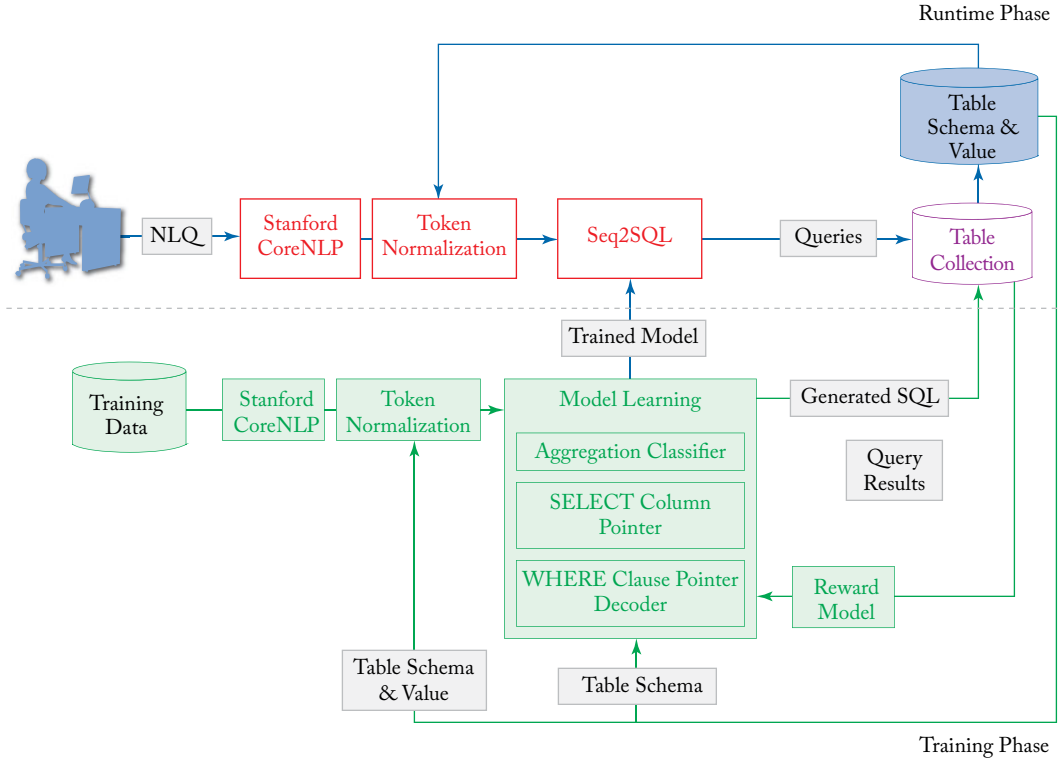 Runtime Phase
Table
Schema &
Value
NLQ
Stanford
CoreNLP
Token
Normalization
Seq2SQL
Queries
Table
Collection
Trained Model
Training
Data
Stanford
CoreNLP
Token
Normalization
Model Learning
Generated SQL
Aggregation Classifier
Query
Results
SELECT Column
Pointer
WHERE Clause Pointer
Decoder
Reward
Model
Table Schema
& Value
Table Schema
Training Phase